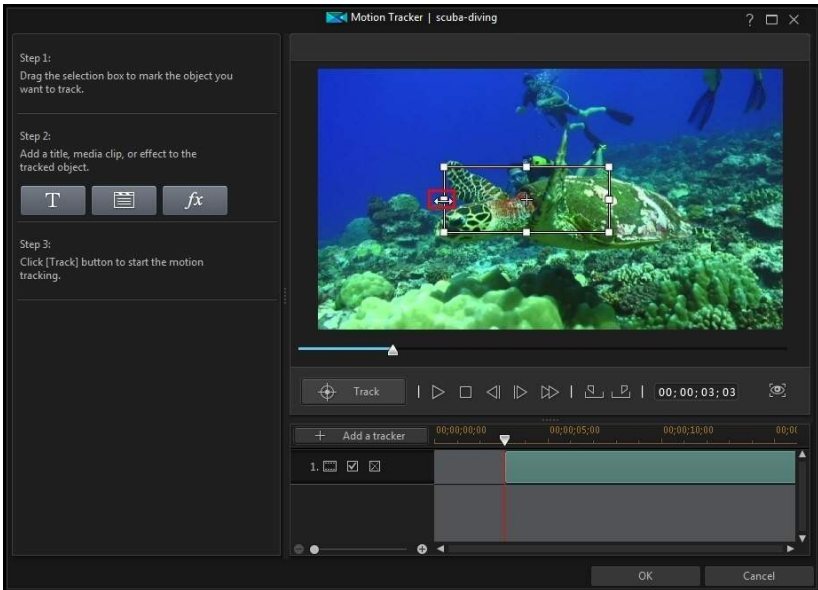 Motion Tracker | scuba-diving
Step 1:
Drag the selection box to mark the object you
want to track.
Step 2:
Add a title, media clip, or effect to the
tracked object.
T
fx
Step 3:
Click [Track] button to start the motion
tracking.
Track
00;00;03;03
Add a tracker
00;00;00;00
00;00;05;00
00;00;10;00
00;00
1.
OK
Cancel